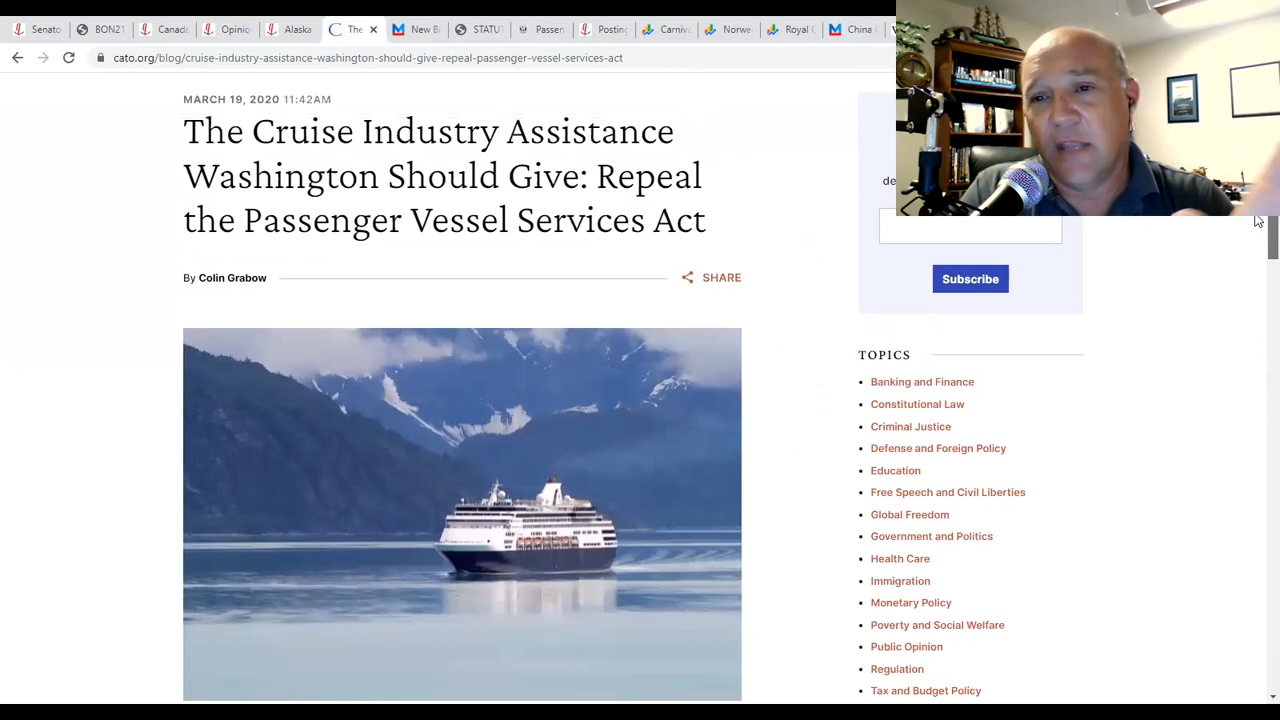 Senato
BON21
Canad
Opinio
Alaska
The
New B
STATU
Passen
Posting
Carniva
Norwe
Royal C
China C
cato.org/blog/cruise-industry-assistance-washington-should-give-repeal-passenger-vessel-services-act
MARCH 19, 2020 11:42AM
The Cruise Industry Assistance
Washington Should Give: Repeal
the Passenger Vessel Services Act
By Colin Grabow
SHARE
de
Subscribe
TOPICS
Banking and Finance
Constitutional Law
Criminal Justice
Defense and Foreign Policy
Education
Free Speech and Civil Liberties
Global Freedom
Government and Politics
Health Care
Immigration
Monetary Policy
Poverty and Social Welfare
Public Opinion
Regulation
Tax and Budget Policy